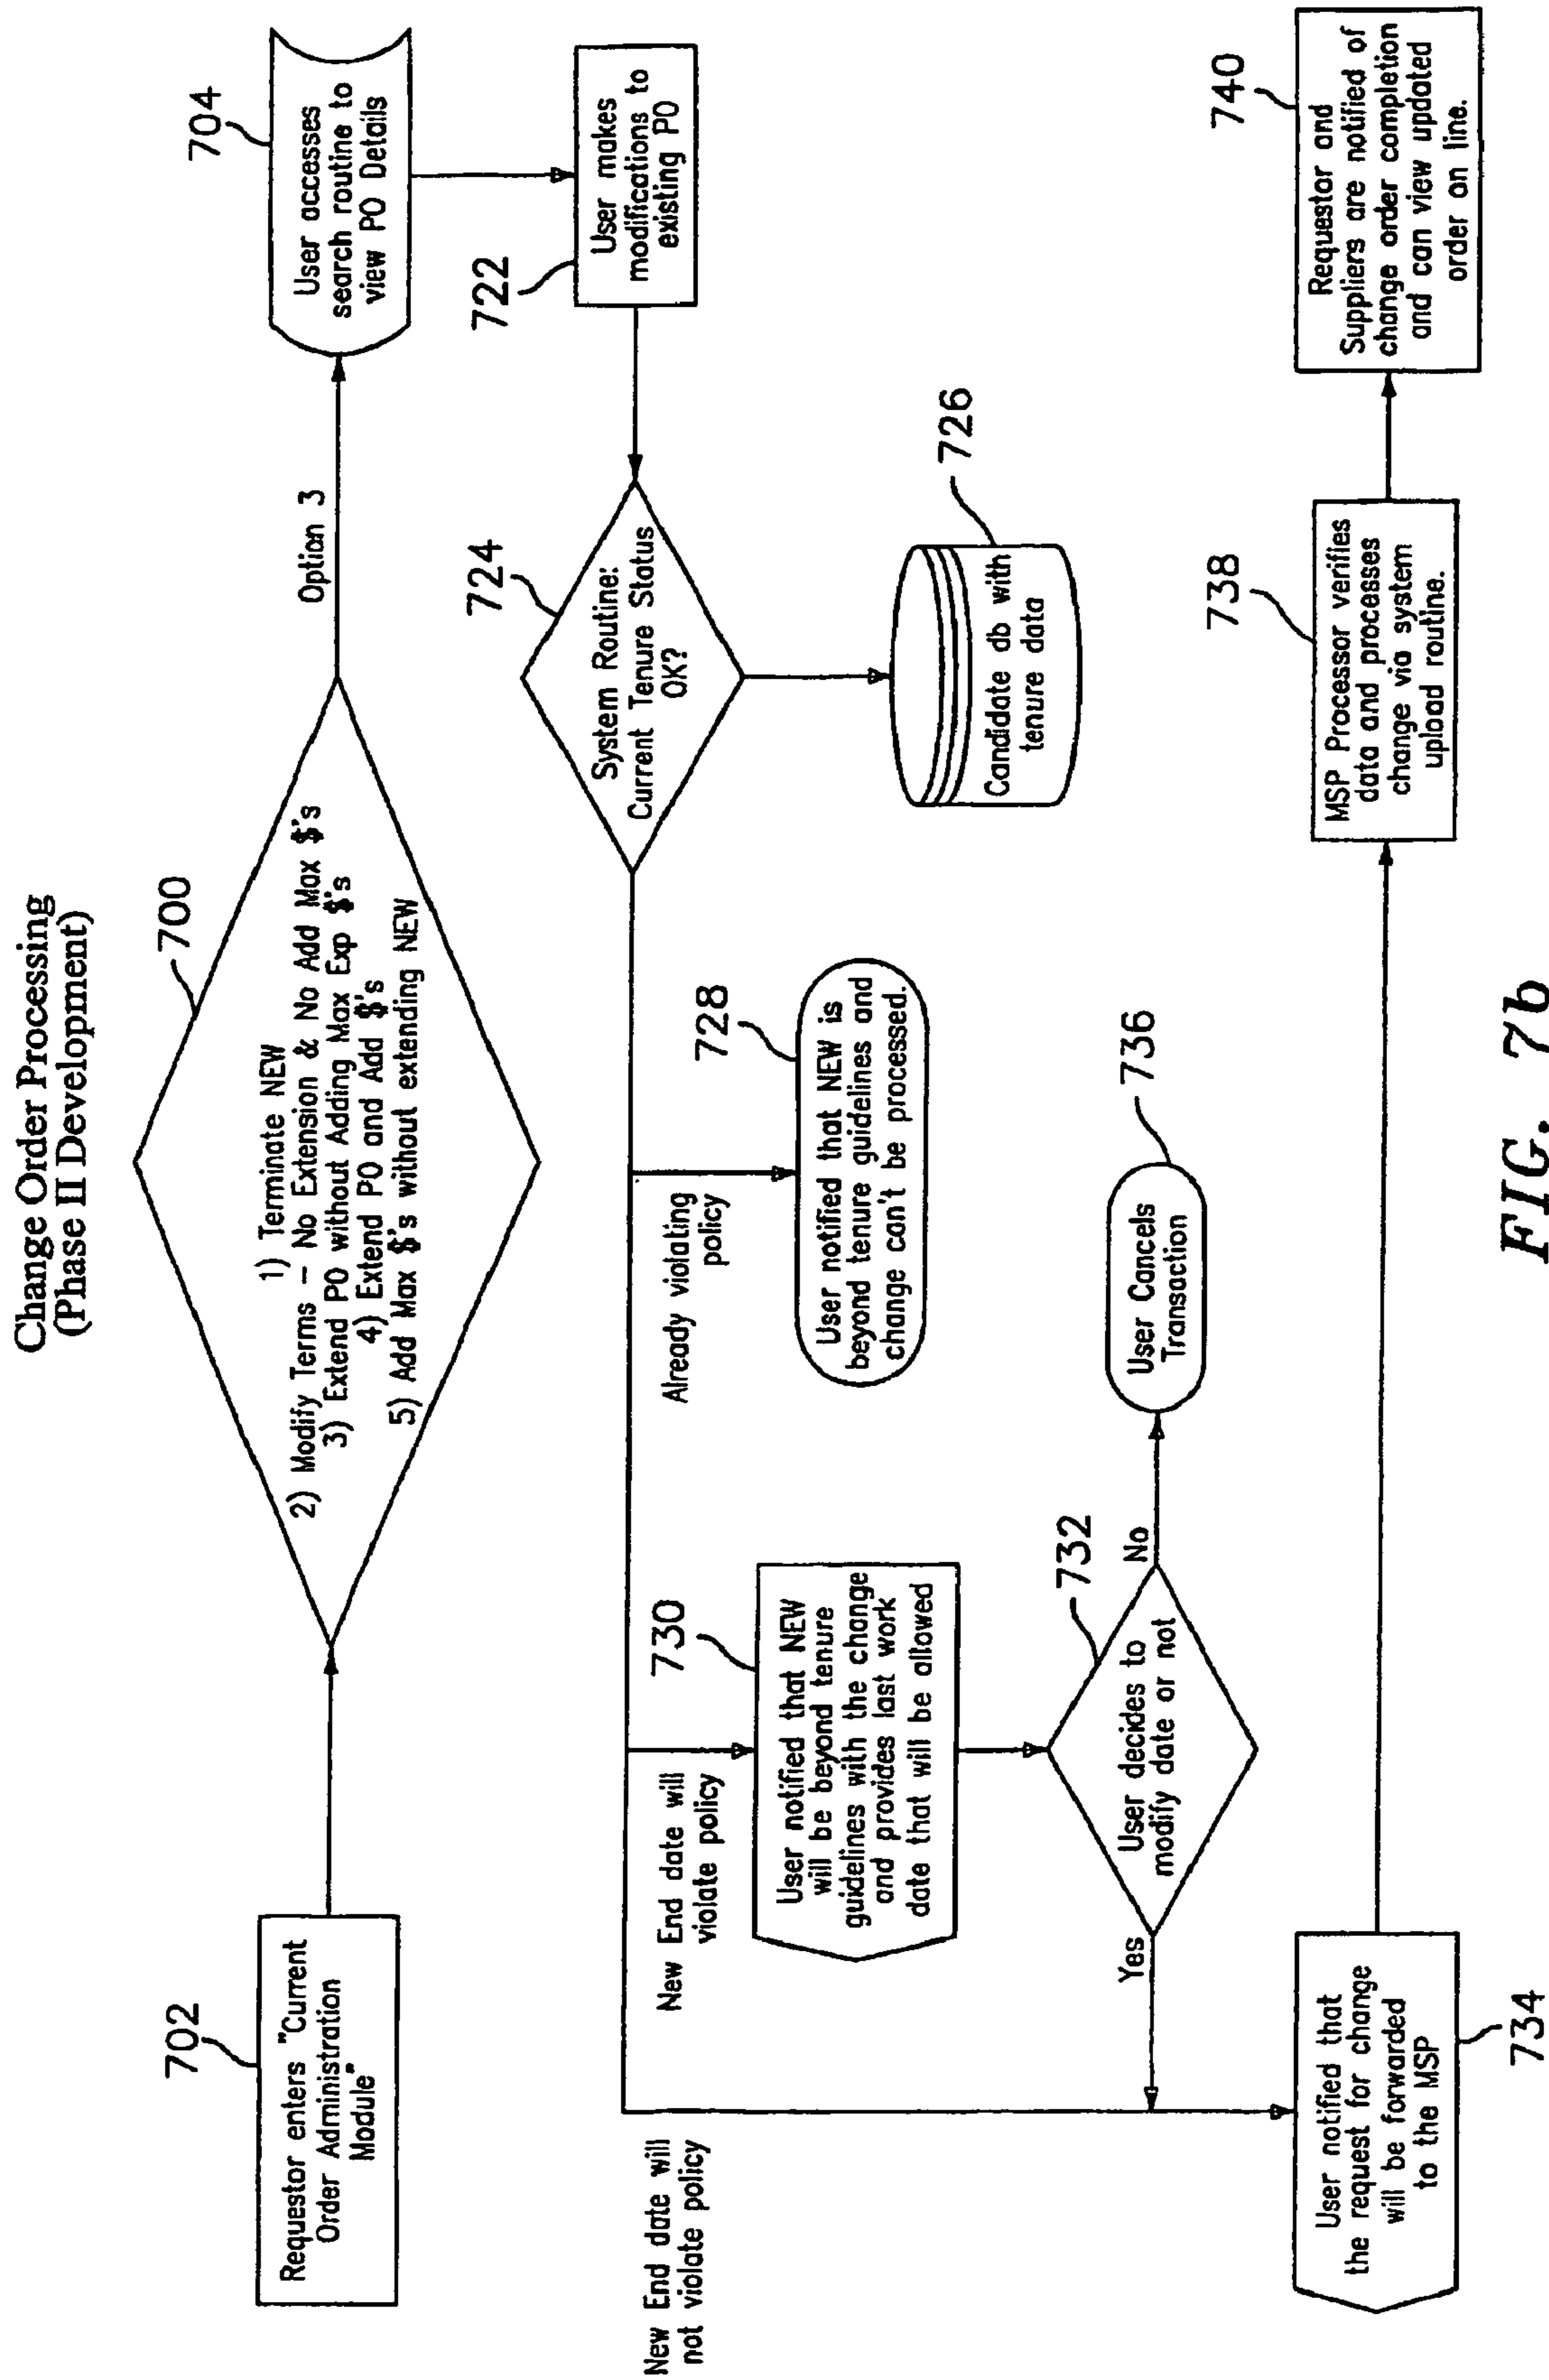 Change Order Processing
(Phase II Development)
702
Requestor enters "Current
Order Administration
Module"
700
1) Terminate NEW
2) Modify Terms – No Extension & No Add Max $'s
3) Extend PO without Adding Max Exp $'s
4) Extend PO and Add $'s
5) Add Max $'s without extending NEW
Option 3
704
User accesses
search routine to
view PO Details
722
User makes
modifications to
existing PO
724
System Routine:
Current Tenure Status
OK?
726
Candidate db with
tenure data
Already violating
policy
728
User notified that NEW is
beyond tenure guidelines and
change can't be processed.
New End date will
violate policy
730
User notified that NEW
will be beyond tenure
guidelines with the change
and provides last work
date that will be allowed
732
User decides to
modify date or not
No
736
User Cancels
Transaction
Yes
New End date will
not violate policy
User notified that
the request for change
will be forwarded
to the MSP
734
738
MSP Processor verifies
data and processes
change via system
upload routine.
740
Requestor and
Suppliers are notified of
change order completion
and can view updated
order on line.
FIG. 7b